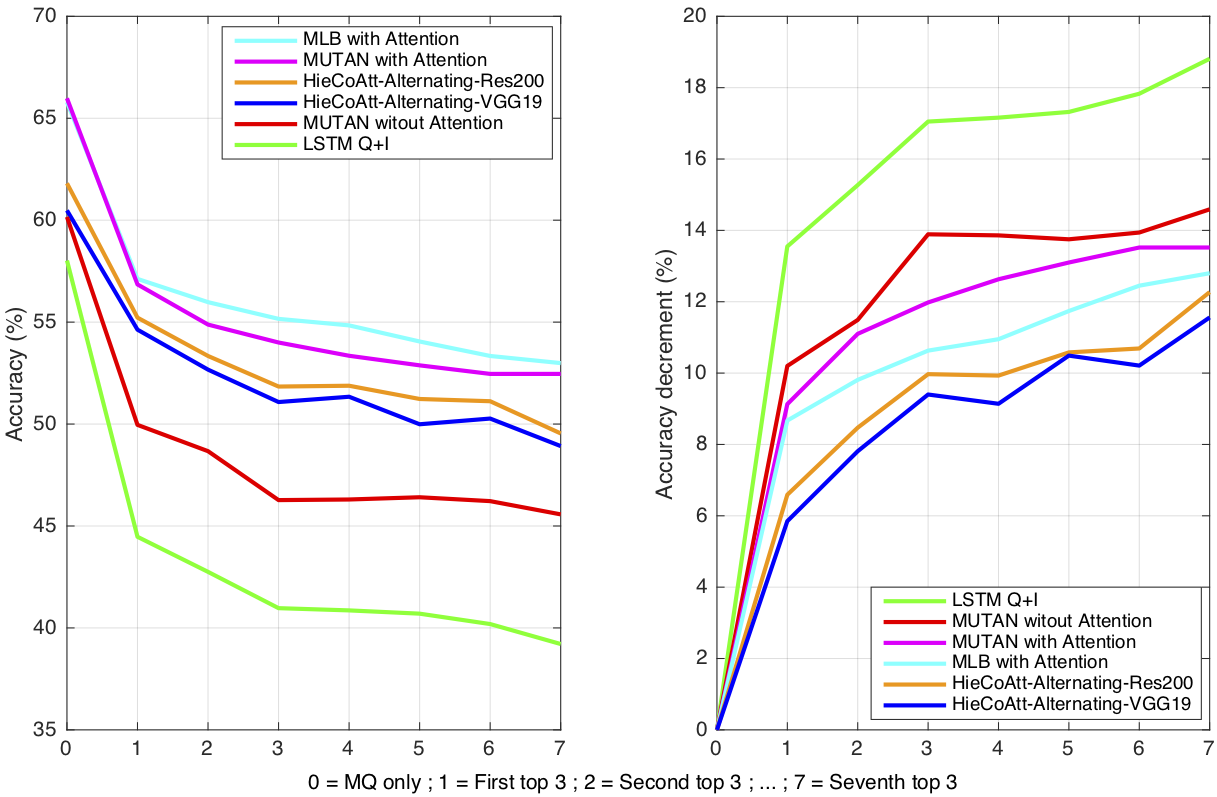 70
65
60
55
50
45
40
35
Accuracy (%)
MLB with Attention
MUTAN with Attention
HieCoAtt-Alternating-Res200
HieCoAtt-Alternating-VGG19
MUTAN witout Attention
LSTM Q+I
0 1 2 3 4 5 6 7
20
18
16
14
12
10
8
6
4
2
0
Accuracy decrement (%)
LSTM Q+I
MUTAN witout Attention
MUTAN with Attention
MLB with Attention
HieCoAtt-Alternating-Res200
HieCoAtt-Alternating-VGG19
0 1 2 3 4 5 6 7
0 = MQ only ; 1 = First top 3 ; 2 = Second top 3 ; ... ; 7 = Seventh top 3